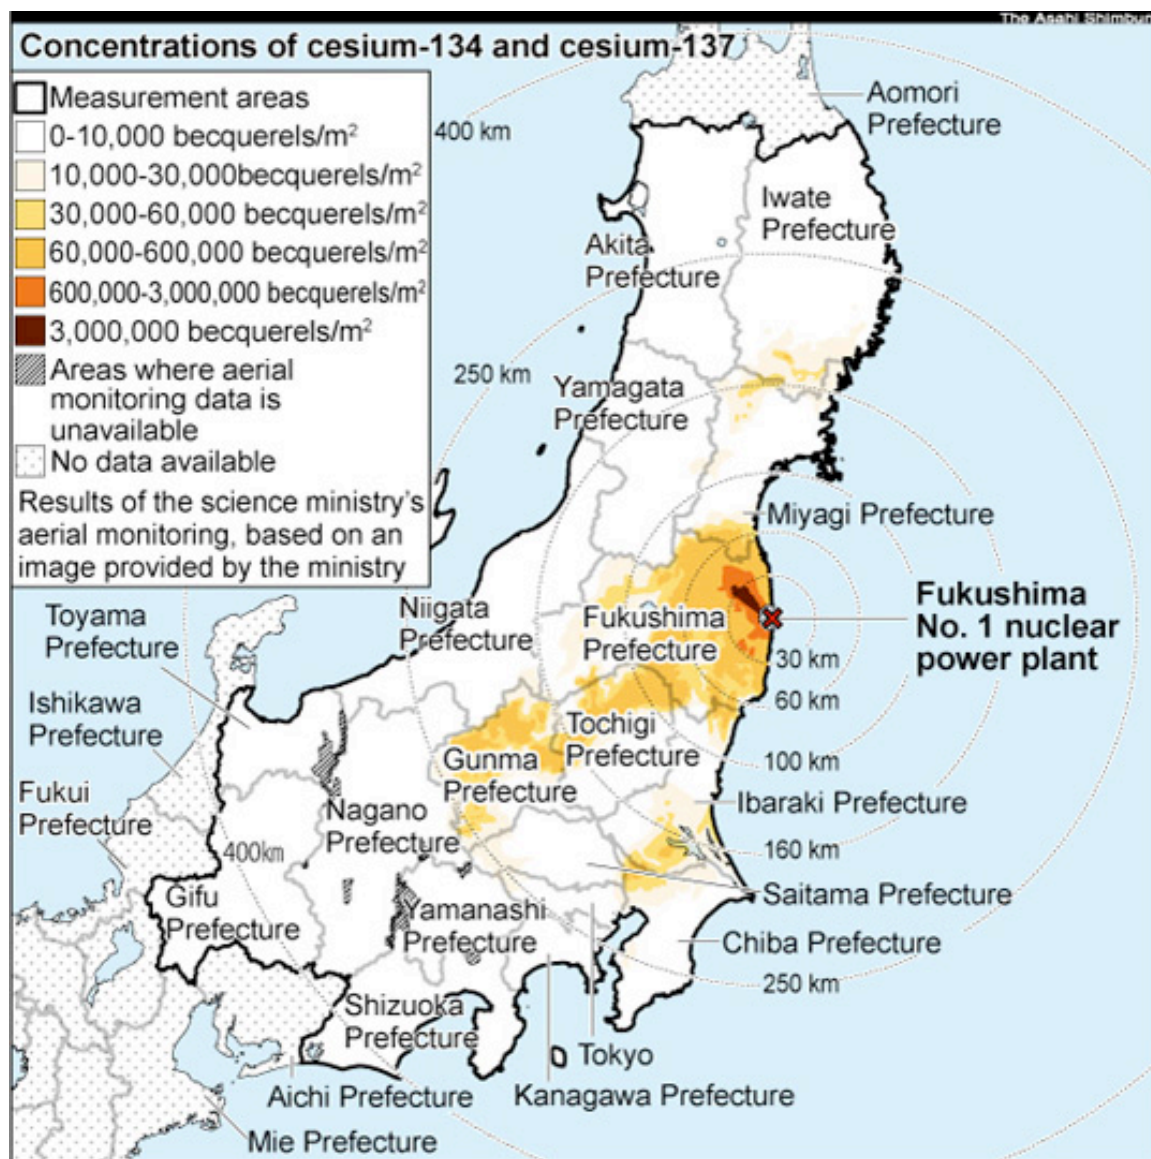 The Asahi Shimbun
Concentrations of cesium-134 and cesium-137
Measurement areas
0-10,000 becquerels/m²
10,000-30,000becquerels/m²
30,000-60,000 becquerels/m²
60,000-600,000 becquerels/m²
600,000-3,000,000 becquerels/m²
3,000,000 becquerels/m²
Areas where aerial
monitoring data is
unavailable
No data available
Results of the science ministry's
aerial monitoring, based on an
image provided by the ministry
400 km
Aomori
Prefecture
Iwate
Prefecture
Akita
Prefecture
250 km
Yamagata
Prefecture
Miyagi Prefecture
Fukushima
No. 1 nuclear
power plant
Niigata
Prefecture
Fukushima
Prefecture
30 km
60 km
100 km
160 km
250 km
Toyama
Prefecture
Ishikawa
Prefecture
Fukui
Prefecture
Tochigi
Prefecture
Gunma
Prefecture
Nagano
Prefecture
Ibaraki Prefecture
400km
Saitama Prefecture
Gifu
Prefecture
Yamanashi
Prefecture
Chiba Prefecture
Shizuoka
Prefecture
Tokyo
Aichi Prefecture
Kanagawa Prefecture
Mie Prefecture